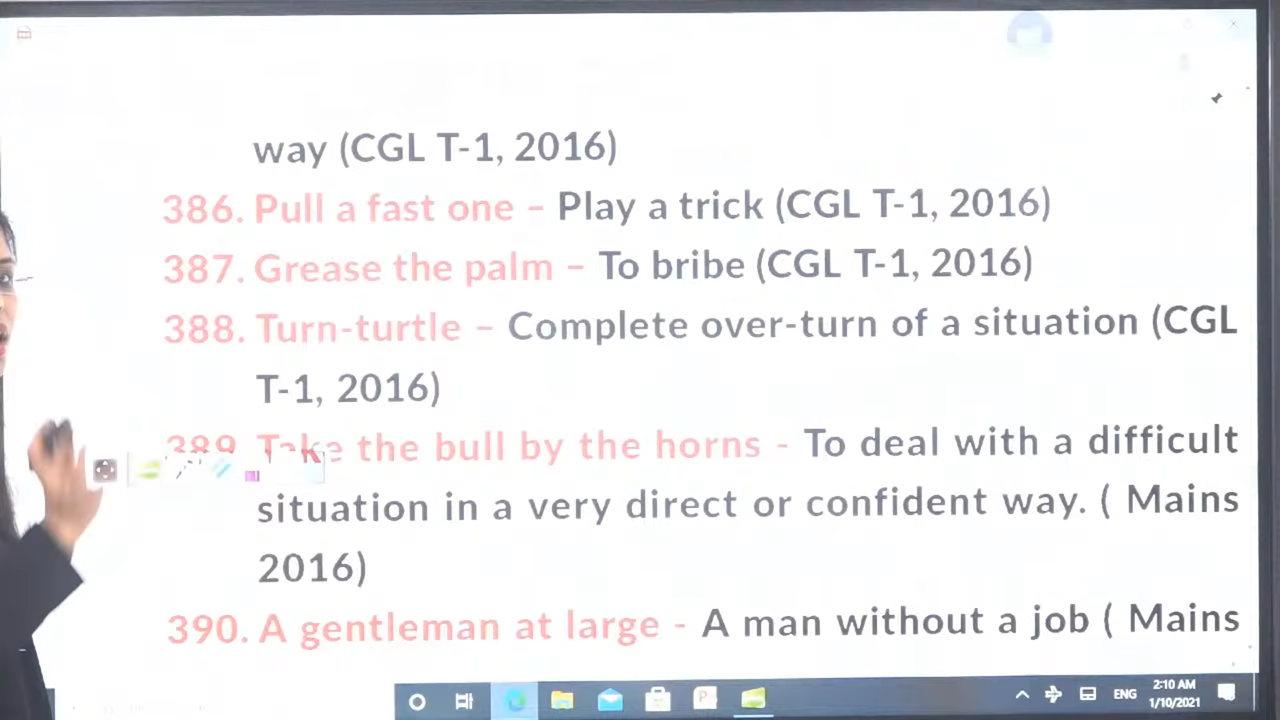 way (CGL T-1, 2016)
386. Pull a fast one – Play a trick (CGL T-1, 2016)
387. Grease the palm – To bribe (CGL T-1, 2016)
388. Turn-turtle – Complete over-turn of a situation (CGL
T-1, 2016)
389. Take the bull by the horns - To deal with a difficult
situation in a very direct or confident way. ( Mains
2016)
390. A gentleman at large - A man without a job ( Mains
ENG
2:10 AM
1/10/2021